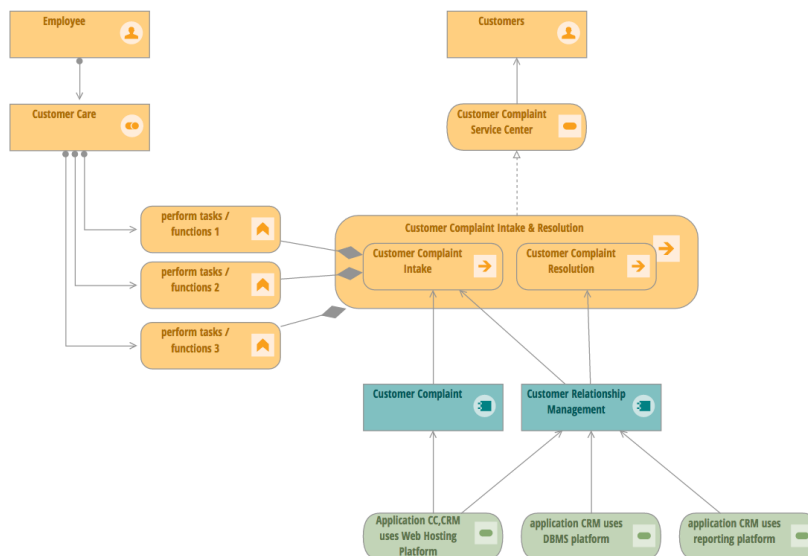 Employee
Customers
Customer Care
Customer Complaint
Service Center
perform tasks /
functions 1
Customer Complaint Intake & Resolution
Customer Complaint
Intake
Customer Complaint
Resolution
perform tasks /
functions 2
perform tasks /
functions 3
Customer Complaint
Customer Relationship
Management
Application CC,CRM
uses Web Hosting
Platform
application CRM uses
DBMS platform
application CRM uses
reporting platform